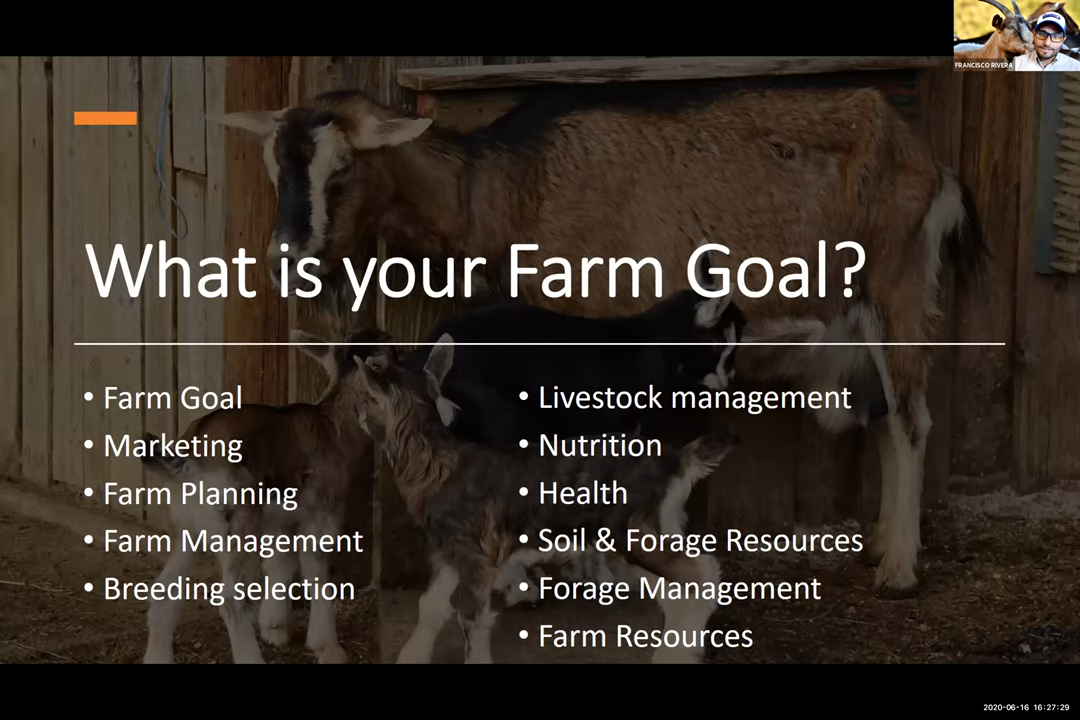 FRANCISCO RIVERA
What is your Farm Goal?
• Farm Goal
• Marketing
• Farm Planning
• Farm Management
• Breeding selection
• Livestock management
• Nutrition
• Health
• Soil & Forage Resources
• Forage Management
• Farm Resources
2020-06-16 16:27:29